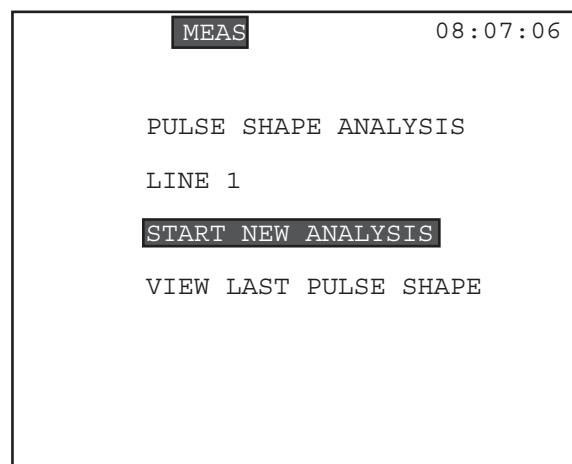 MEAS 08:07:06
PULSE SHAPE ANALYSIS
LINE 1
START NEW ANALYSIS
VIEW LAST PULSE SHAPE